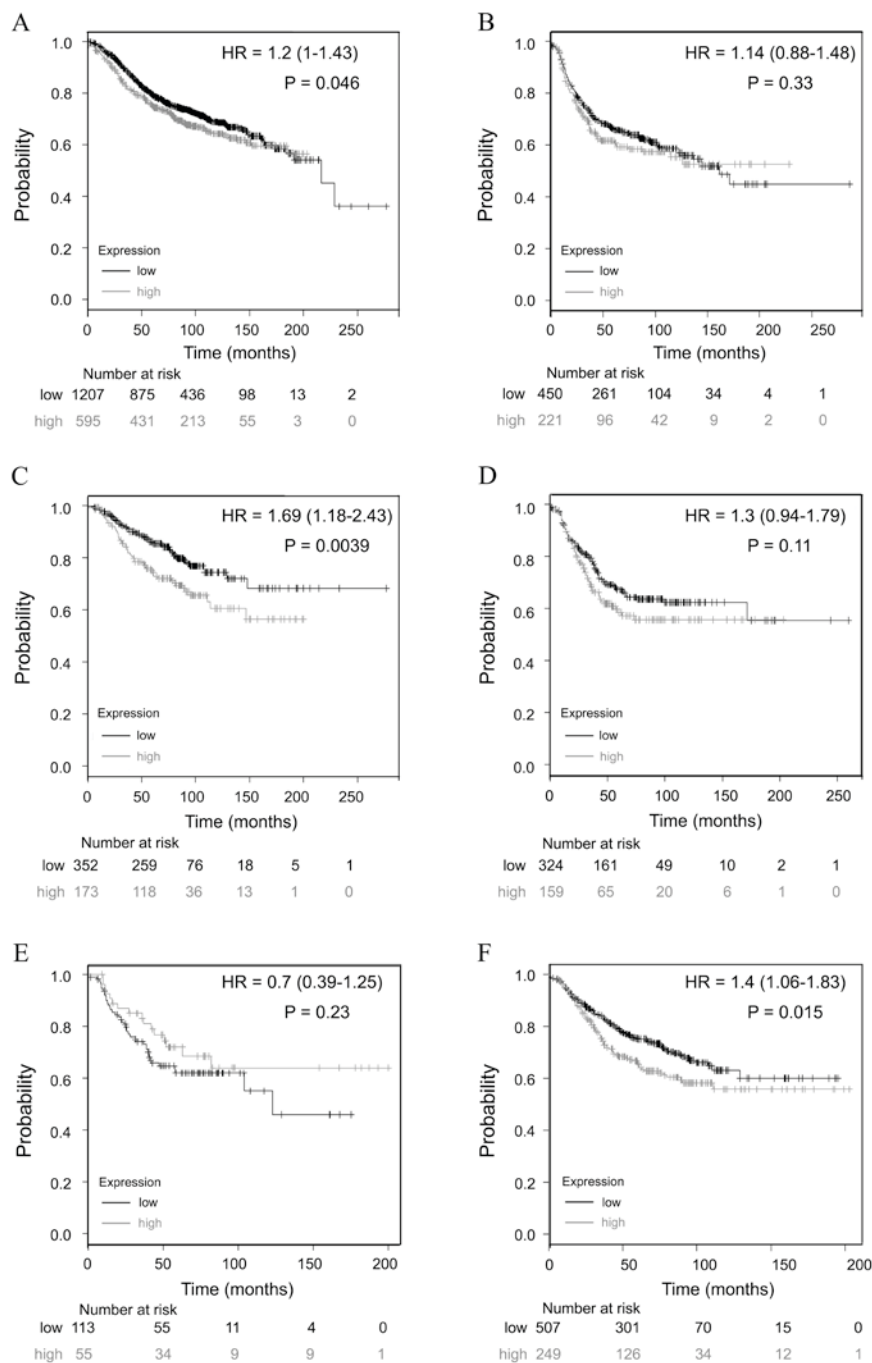 A
HR = 1.2 (1-1.43)
P = 0.046
Probability
1.0
0.8
0.6
0.4
0.2
0.0
Expression
low
high
0 50 100 150 200 250
Time (months)
Number at risk
low 1207 875 436 98 13 2
high 595 431 213 55 3 0
B
HR = 1.14 (0.88-1.48)
P = 0.33
Probability
1.0
0.8
0.6
0.4
0.2
0.0
Expression
low
high
0 50 100 150 200 250
Time (months)
Number at risk
low 450 261 104 34 4 1
high 221 96 42 9 2 0
C
HR = 1.69 (1.18-2.43)
P = 0.0039
Probability
1.0
0.8
0.6
0.4
0.2
0.0
Expression
low
high
0 50 100 150 200 250
Time (months)
Number at risk
low 352 259 76 18 5 1
high 173 118 36 13 1 0
D
HR = 1.3 (0.94-1.79)
P = 0.11
Probability
1.0
0.8
0.6
0.4
0.2
0.0
Expression
low
high
0 50 100 150 200 250
Time (months)
Number at risk
low 324 161 49 10 2 1
high 159 65 20 6 1 0
E
HR = 0.7 (0.39-1.25)
P = 0.23
Probability
1.0
0.8
0.6
0.4
0.2
0.0
Expression
low
high
0 50 100 150 200
Time (months)
Number at risk
low 113 55 11 4 0
high 55 34 9 9 1
F
HR = 1.4 (1.06-1.83)
P = 0.015
Probability
1.0
0.8
0.6
0.4
0.2
0.0
Expression
low
high
0 50 100 150 200
Time (months)
Number at risk
low 507 301 70 15 0
high 249 126 34 12 1